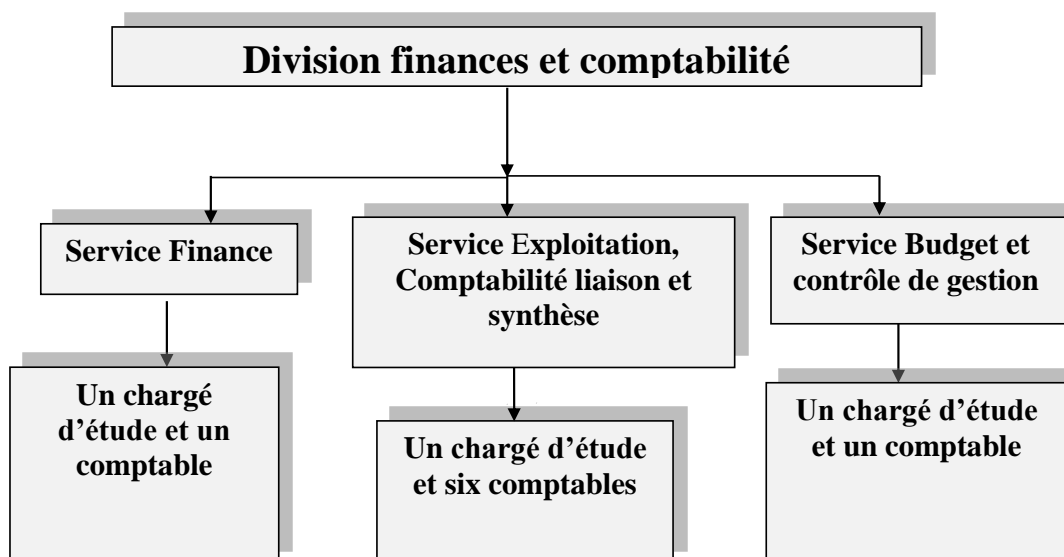 Division finances et comptabilité
Service Finance
Service Exploitation,
Comptabilité liaison et
synthèse
Service Budget et
contrôle de gestion
Un chargé
d’étude et un
comptable
Un chargé d’étude
et six comptables
Un chargé d’étude
et un comptable